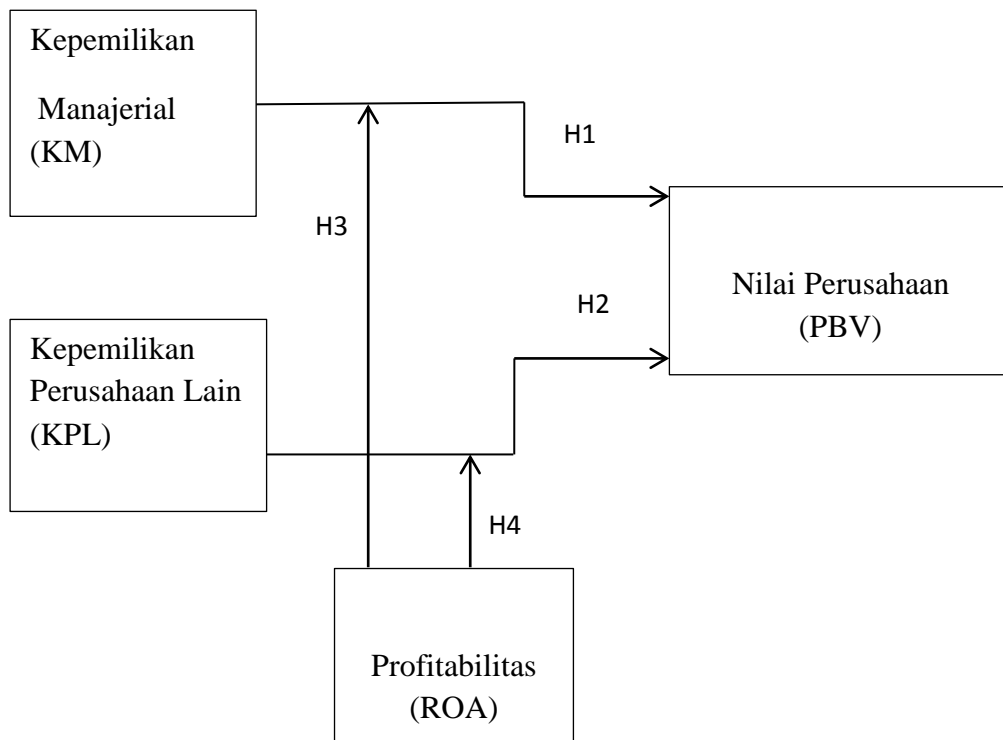 Kepemilikan
Manajerial
(KM)
H1
H3
Nilai Perusahaan
(PBV)
H2
Kepemilikan
Perusahaan Lain
(KPL)
H4
Profitabilitas
(ROA)